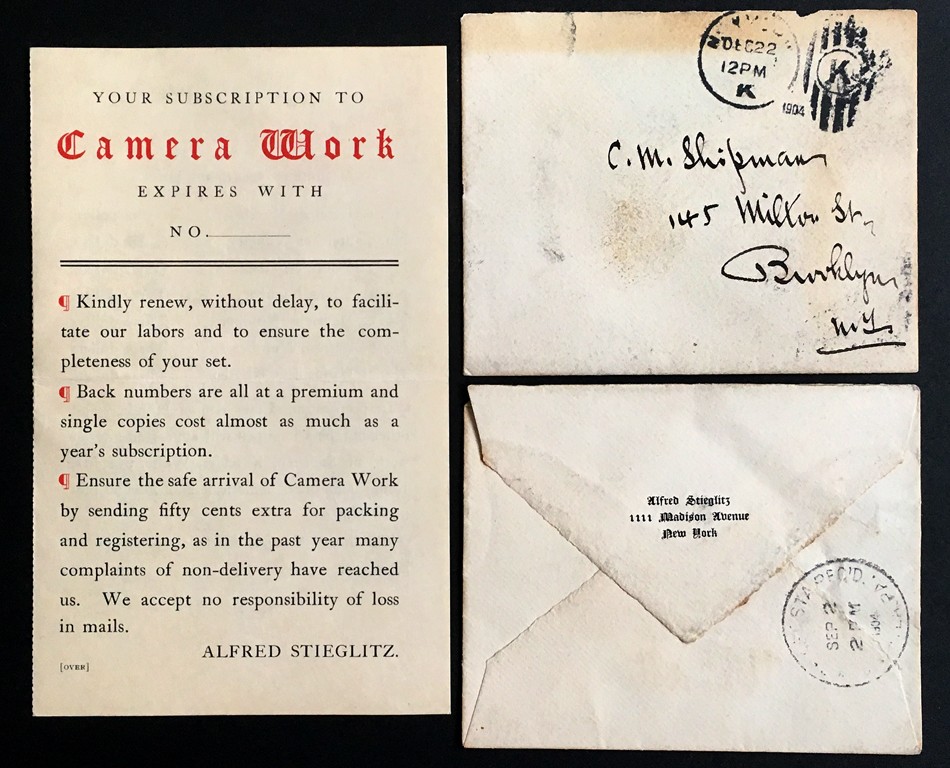 YOUR SUBSCRIPTION TO
Camera Work
EXPIRES WITH
NO.
¶ Kindly renew, without delay, to facili-
tate our labors and to ensure the com-
pleteness of your set.
¶ Back numbers are all at a premium and
single copies cost almost as much as a
year's subscription.
¶ Ensure the safe arrival of Camera Work
by sending fifty cents extra for packing
and registering, as in the past year many
complaints of non-delivery have reached
us. We accept no responsibility of loss
in mails.
ALFRED STIEGLITZ.
[OVER]
DEC 22
12PM
K
1904
K
C. M. Shipman
145 Milton St.
Brooklyn
N.Y.
Alfred Stieglitz
1111 Madison Avenue
New York
STA. REC'D.
SEP 2
2 PM